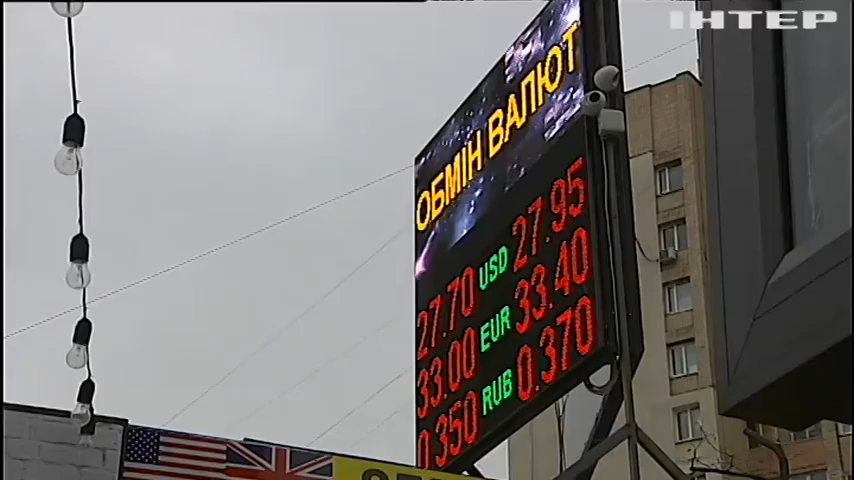 ІНТЕР
ОБМІН ВАЛЮТ
27.70 USD 27.95
33.00 EUR 33.40
0.350 RUB 0.370